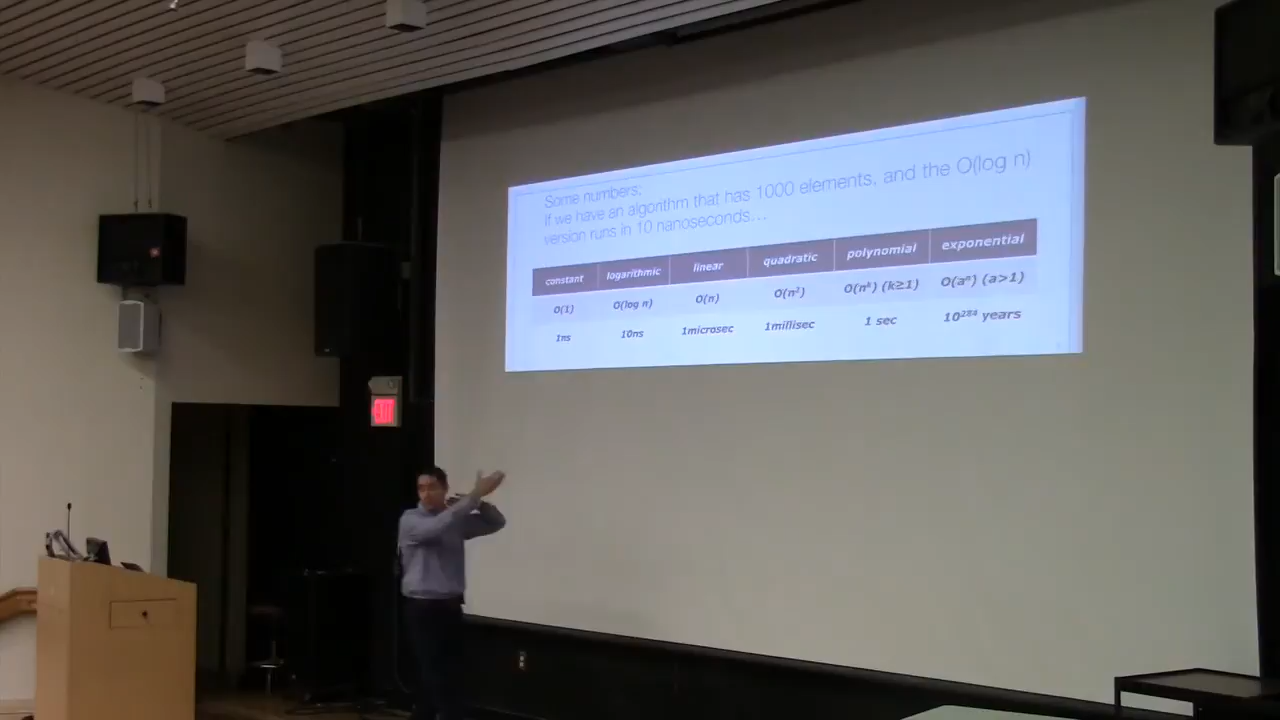 Some numbers:
If we have an algorithm that has 1000 elements, and the O(log n)
version runs in 10 nanoseconds…
constant logarithmic linear quadratic polynomial exponential
O(1) O(log n) O(n) O(n²) O(nᵏ) (k≥1) O(aⁿ) (a>1)
1ns 10ns 1microsec 1millisec 1 sec 10²⁸⁴ years